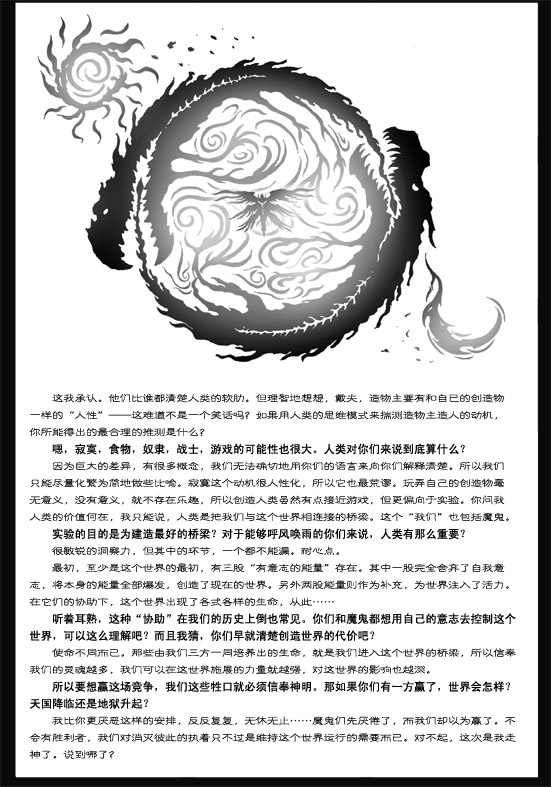 这我承认。他们比谁都清楚人类的软肋。但理智地想想，戴夫，造物主要有和自己的创造物
一样的“人性”——这难道不是一个笑话吗？如果用人类的思维模式来揣测造物主造人的动机，
你所能得出的最合理的推测是什么？
嗯，寂寞，食物，奴隶，战士，游戏的可能性也很大。人类对你们来说到底算什么？
因为巨大的差异，有很多概念，我们无法确切地用你们的语言来向你们解释清楚。所以我们
只能尽量化繁为简地做些比喻。寂寞这个动机很人性化，所以它也最荒谬。玩弄自己的创造物毫
无意义，没有意义，就不存在乐趣，所以创造人类虽然有点接近游戏，但更偏向于实验。你问我
人类的价值何在，我只能说，人类是把我们与这个世界相连接的桥梁。这个“我们”也包括魔鬼。
实验的目的是为建造最好的桥梁？对于能够呼风唤雨的你们来说，人类有那么重要？
很敏锐的洞察力，但其中的环节，一个都不能漏。耐心点。
最初，至少是这个世界的最初，有三股“有意志的能量”存在。其中一股完全舍弃了自我意
志，将本身的能量全部爆发，创造了现在的世界。另外两股能量则作为补充，为世界注入了活力。
在它们的协助下，这个世界出现了各式各样的生命，从此……
听着耳熟，这种“协助”在我们的历史上倒也常见。你们和魔鬼都想用自己的意志去控制这个
世界，可以这么理解吧？而且我猜，你们早就清楚创造世界的代价吧？
使命不同而已。那些由我们三方一同培养出的生命，就是我们进入这个世界的桥梁，所以信奉
我们的灵魂越多，我们可以在这世界施展的力量就越强，对这世界的影响也越深。
所以要想赢这场竞争，我们这些牲口就必须信奉神明。那如果你们有一方赢了，世界会怎样？
天国降临还是地狱升起？
我比你更厌恶这样的安排，反反复复，无休无止……魔鬼们先厌倦了，而我们却以为赢了。不
会有胜利者，我们对消灭彼此的执着只不过是维持这个世界运行的需要而已。对不起，这次是我走
神了。说到哪了？